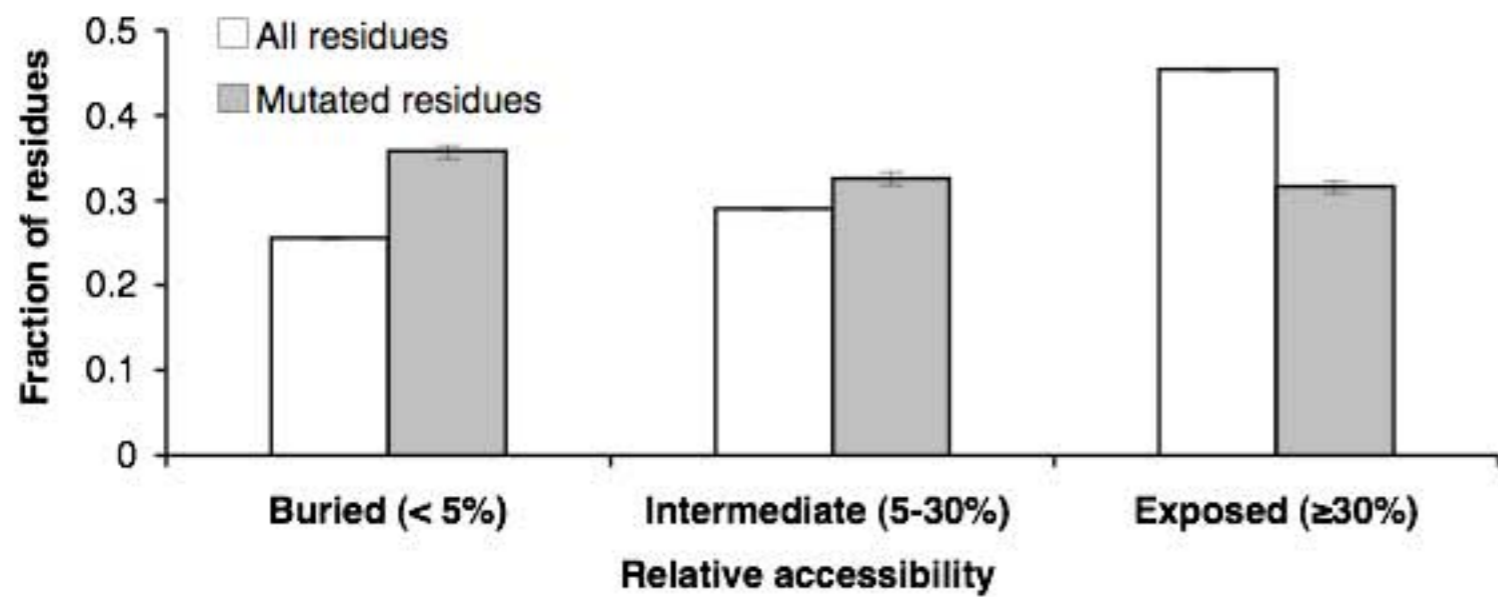 All residues
Mutated residues
Fraction of residues
0.5
0.4
0.3
0.2
0.1
0
Buried (< 5%)
Intermediate (5-30%)
Exposed (≥30%)
Relative accessibility